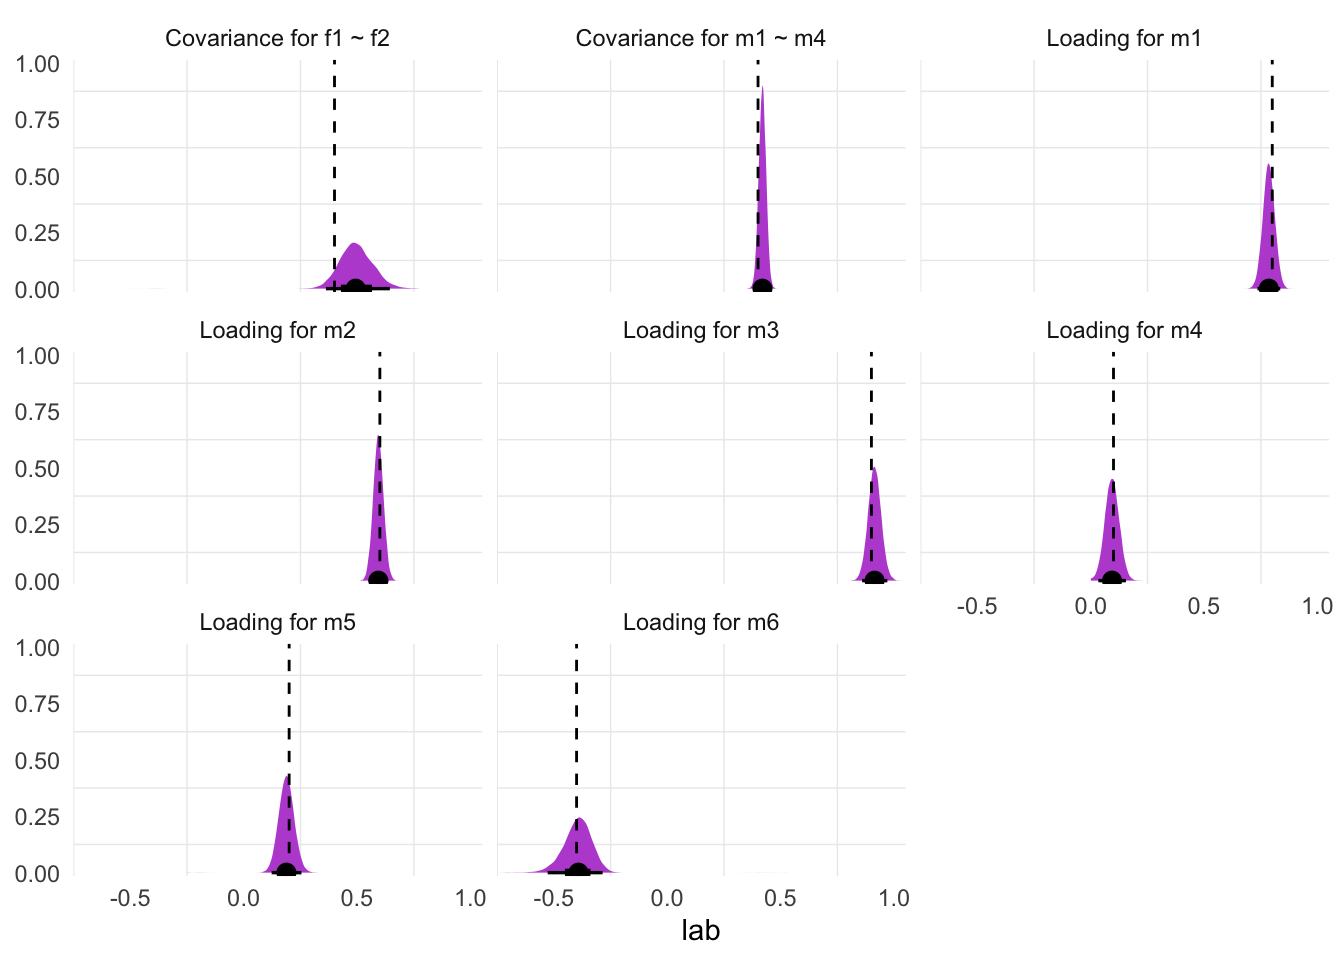 Covariance for f1 ~ f2
Covariance for m1 ~ m4
Loading for m1
1.00
0.75
0.50
0.25
0.00
Loading for m2
Loading for m3
Loading for m4
1.00
0.75
0.50
0.25
0.00
-0.5 0.0 0.5 1.0
Loading for m5
Loading for m6
1.00
0.75
0.50
0.25
0.00
-0.5 0.0 0.5 1.0
-0.5 0.0 0.5 1.0
lab